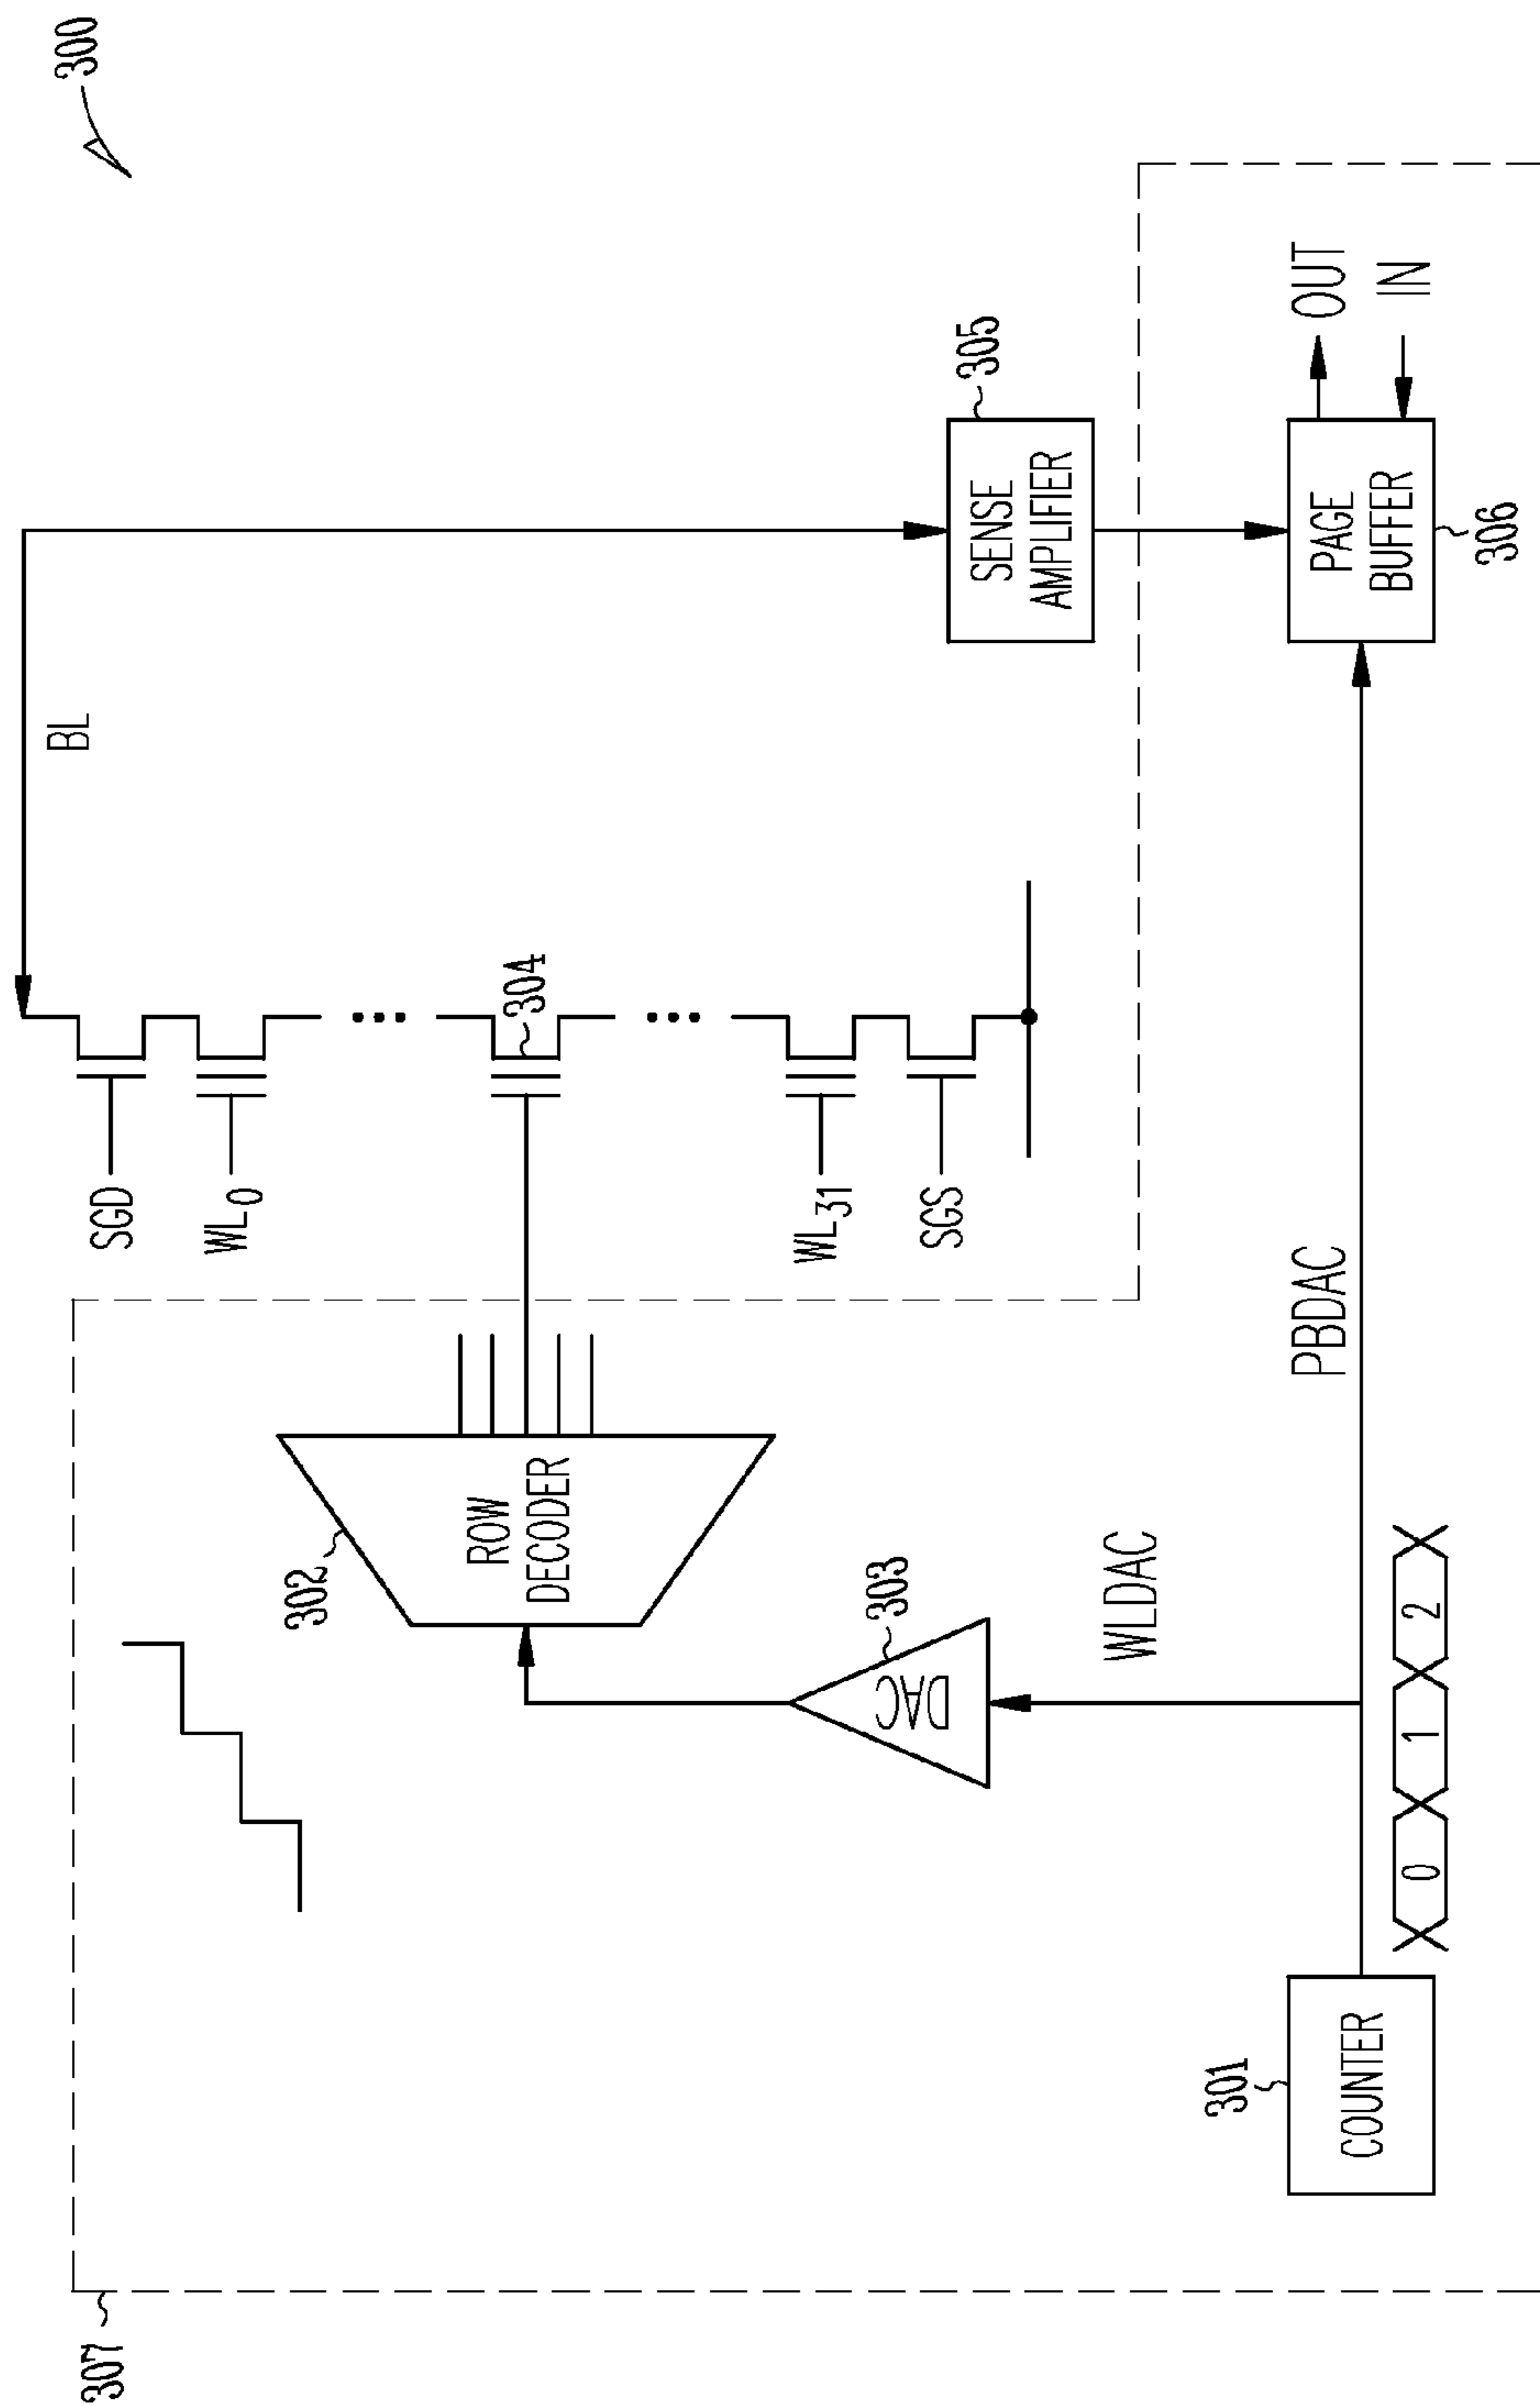 300
307
BL
SGD
WL0
304
302
ROW
DECODER
WL31
SGS
303
DAC
305
SENSE
AMPLIFIER
WLDAC
301
COUNTER
PBDAC
0 1 2
PAGE
BUFFER
306
OUT
IN